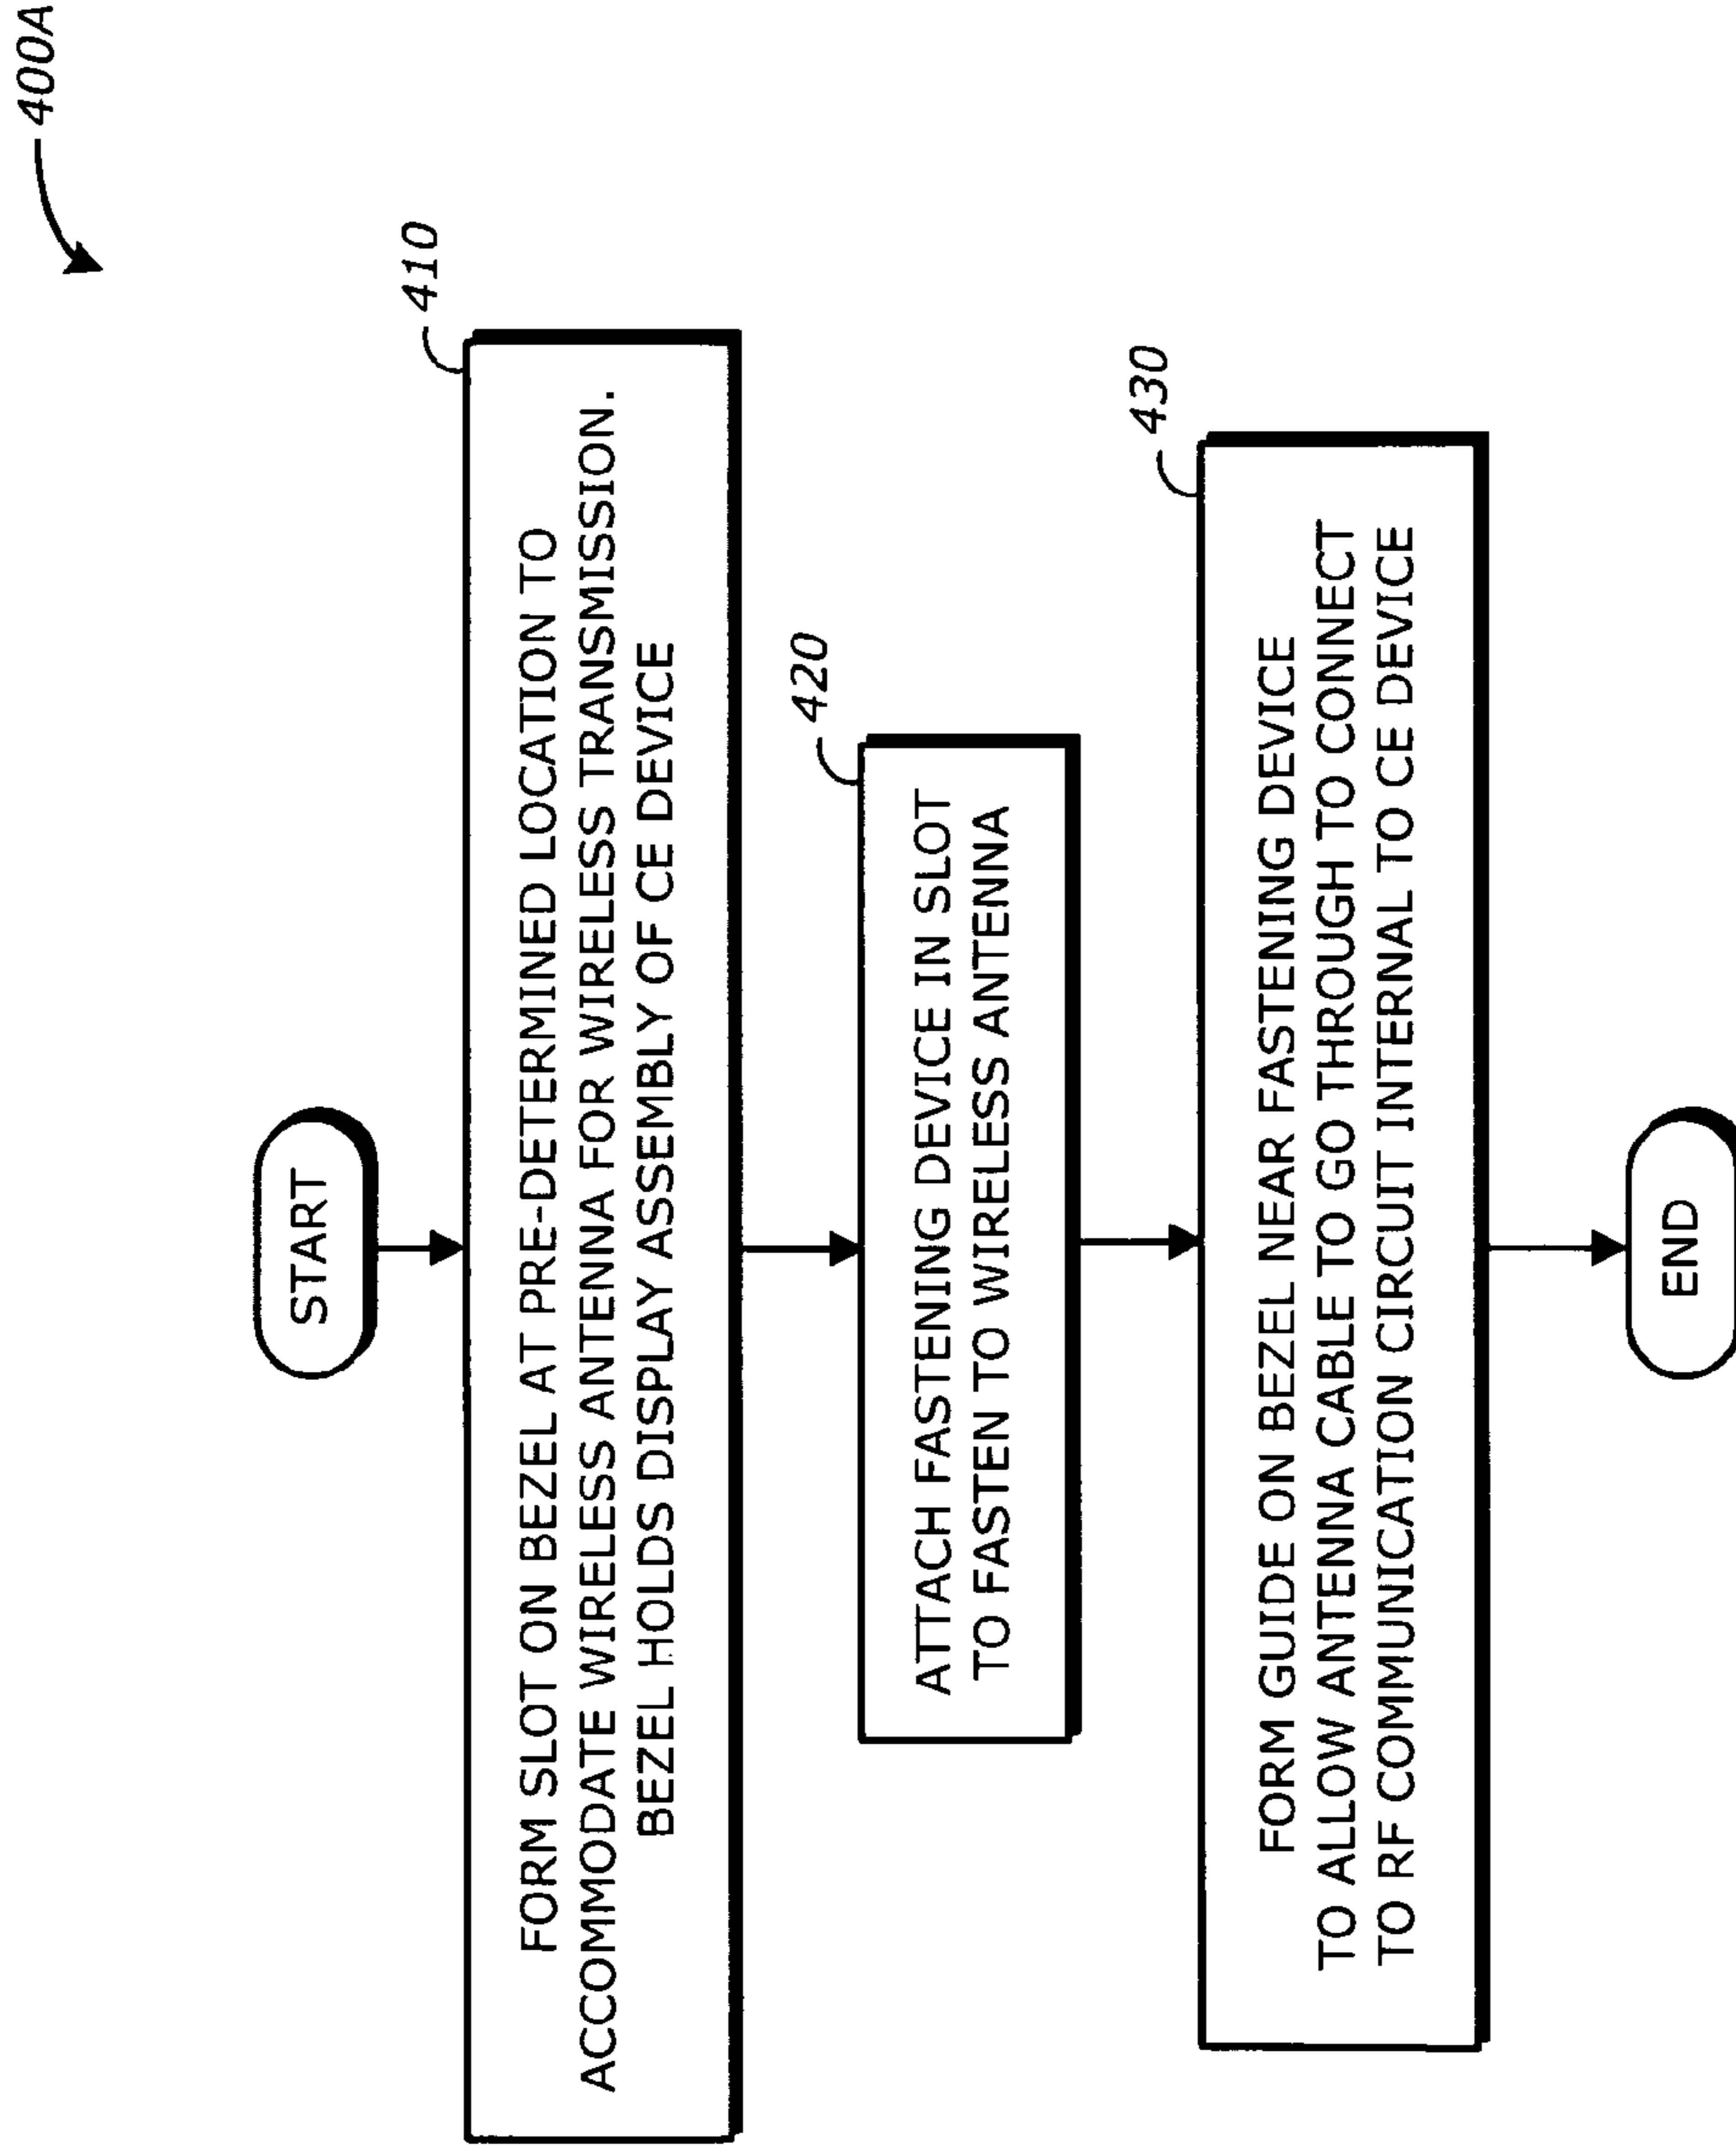 400A
START
410
FORM SLOT ON BEZEL AT PRE-DETERMINED LOCATION TO
ACCOMMODATE WIRELESS ANTENNA FOR WIRELESS TRANSMISSION.
BEZEL HOLDS DISPLAY ASSEMBLY OF CE DEVICE
420
ATTACH FASTENING DEVICE IN SLOT
TO FASTEN TO WIRELESS ANTENNA
430
FORM GUIDE ON BEZEL NEAR FASTENING DEVICE
TO ALLOW ANTENNA CABLE TO GO THROUGH TO CONNECT
TO RF COMMUNICATION CIRCUIT INTERNAL TO CE DEVICE
END